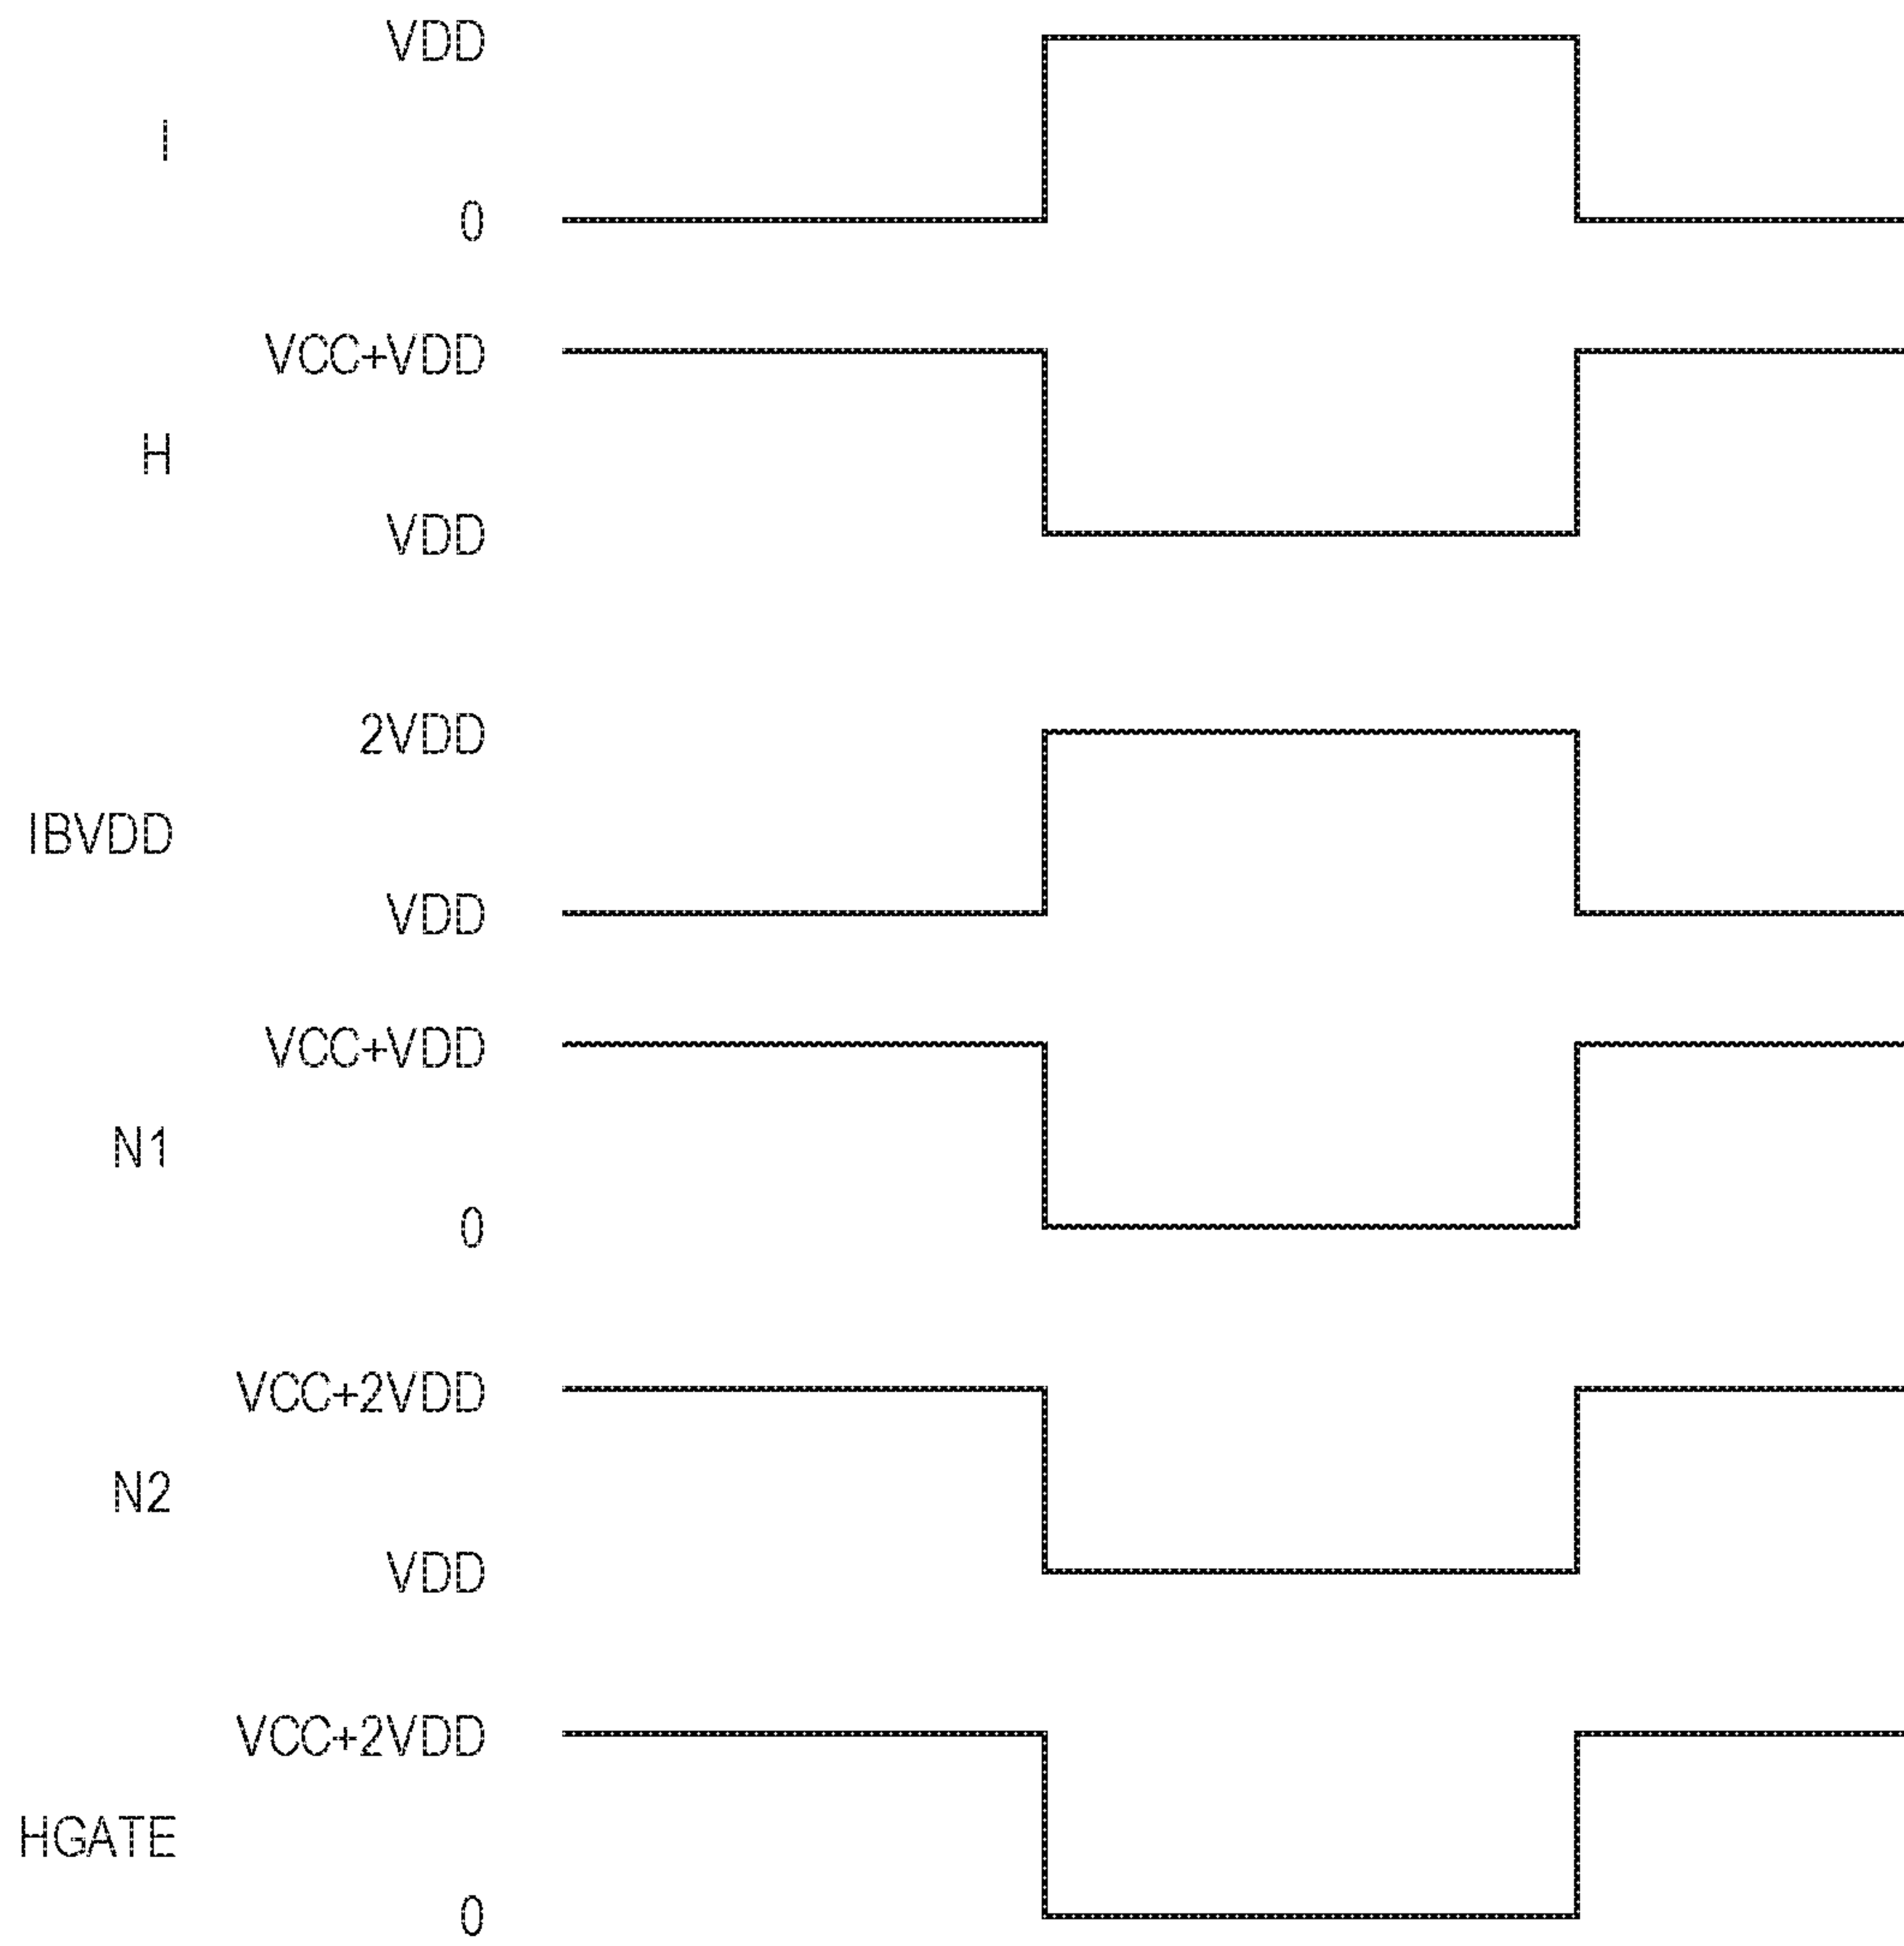 VDD
I
0
VCC+VDD
H
VDD
2VDD
IBVDD
VDD
VCC+VDD
N1
0
VCC+2VDD
N2
VDD
VCC+2VDD
HGATE
0